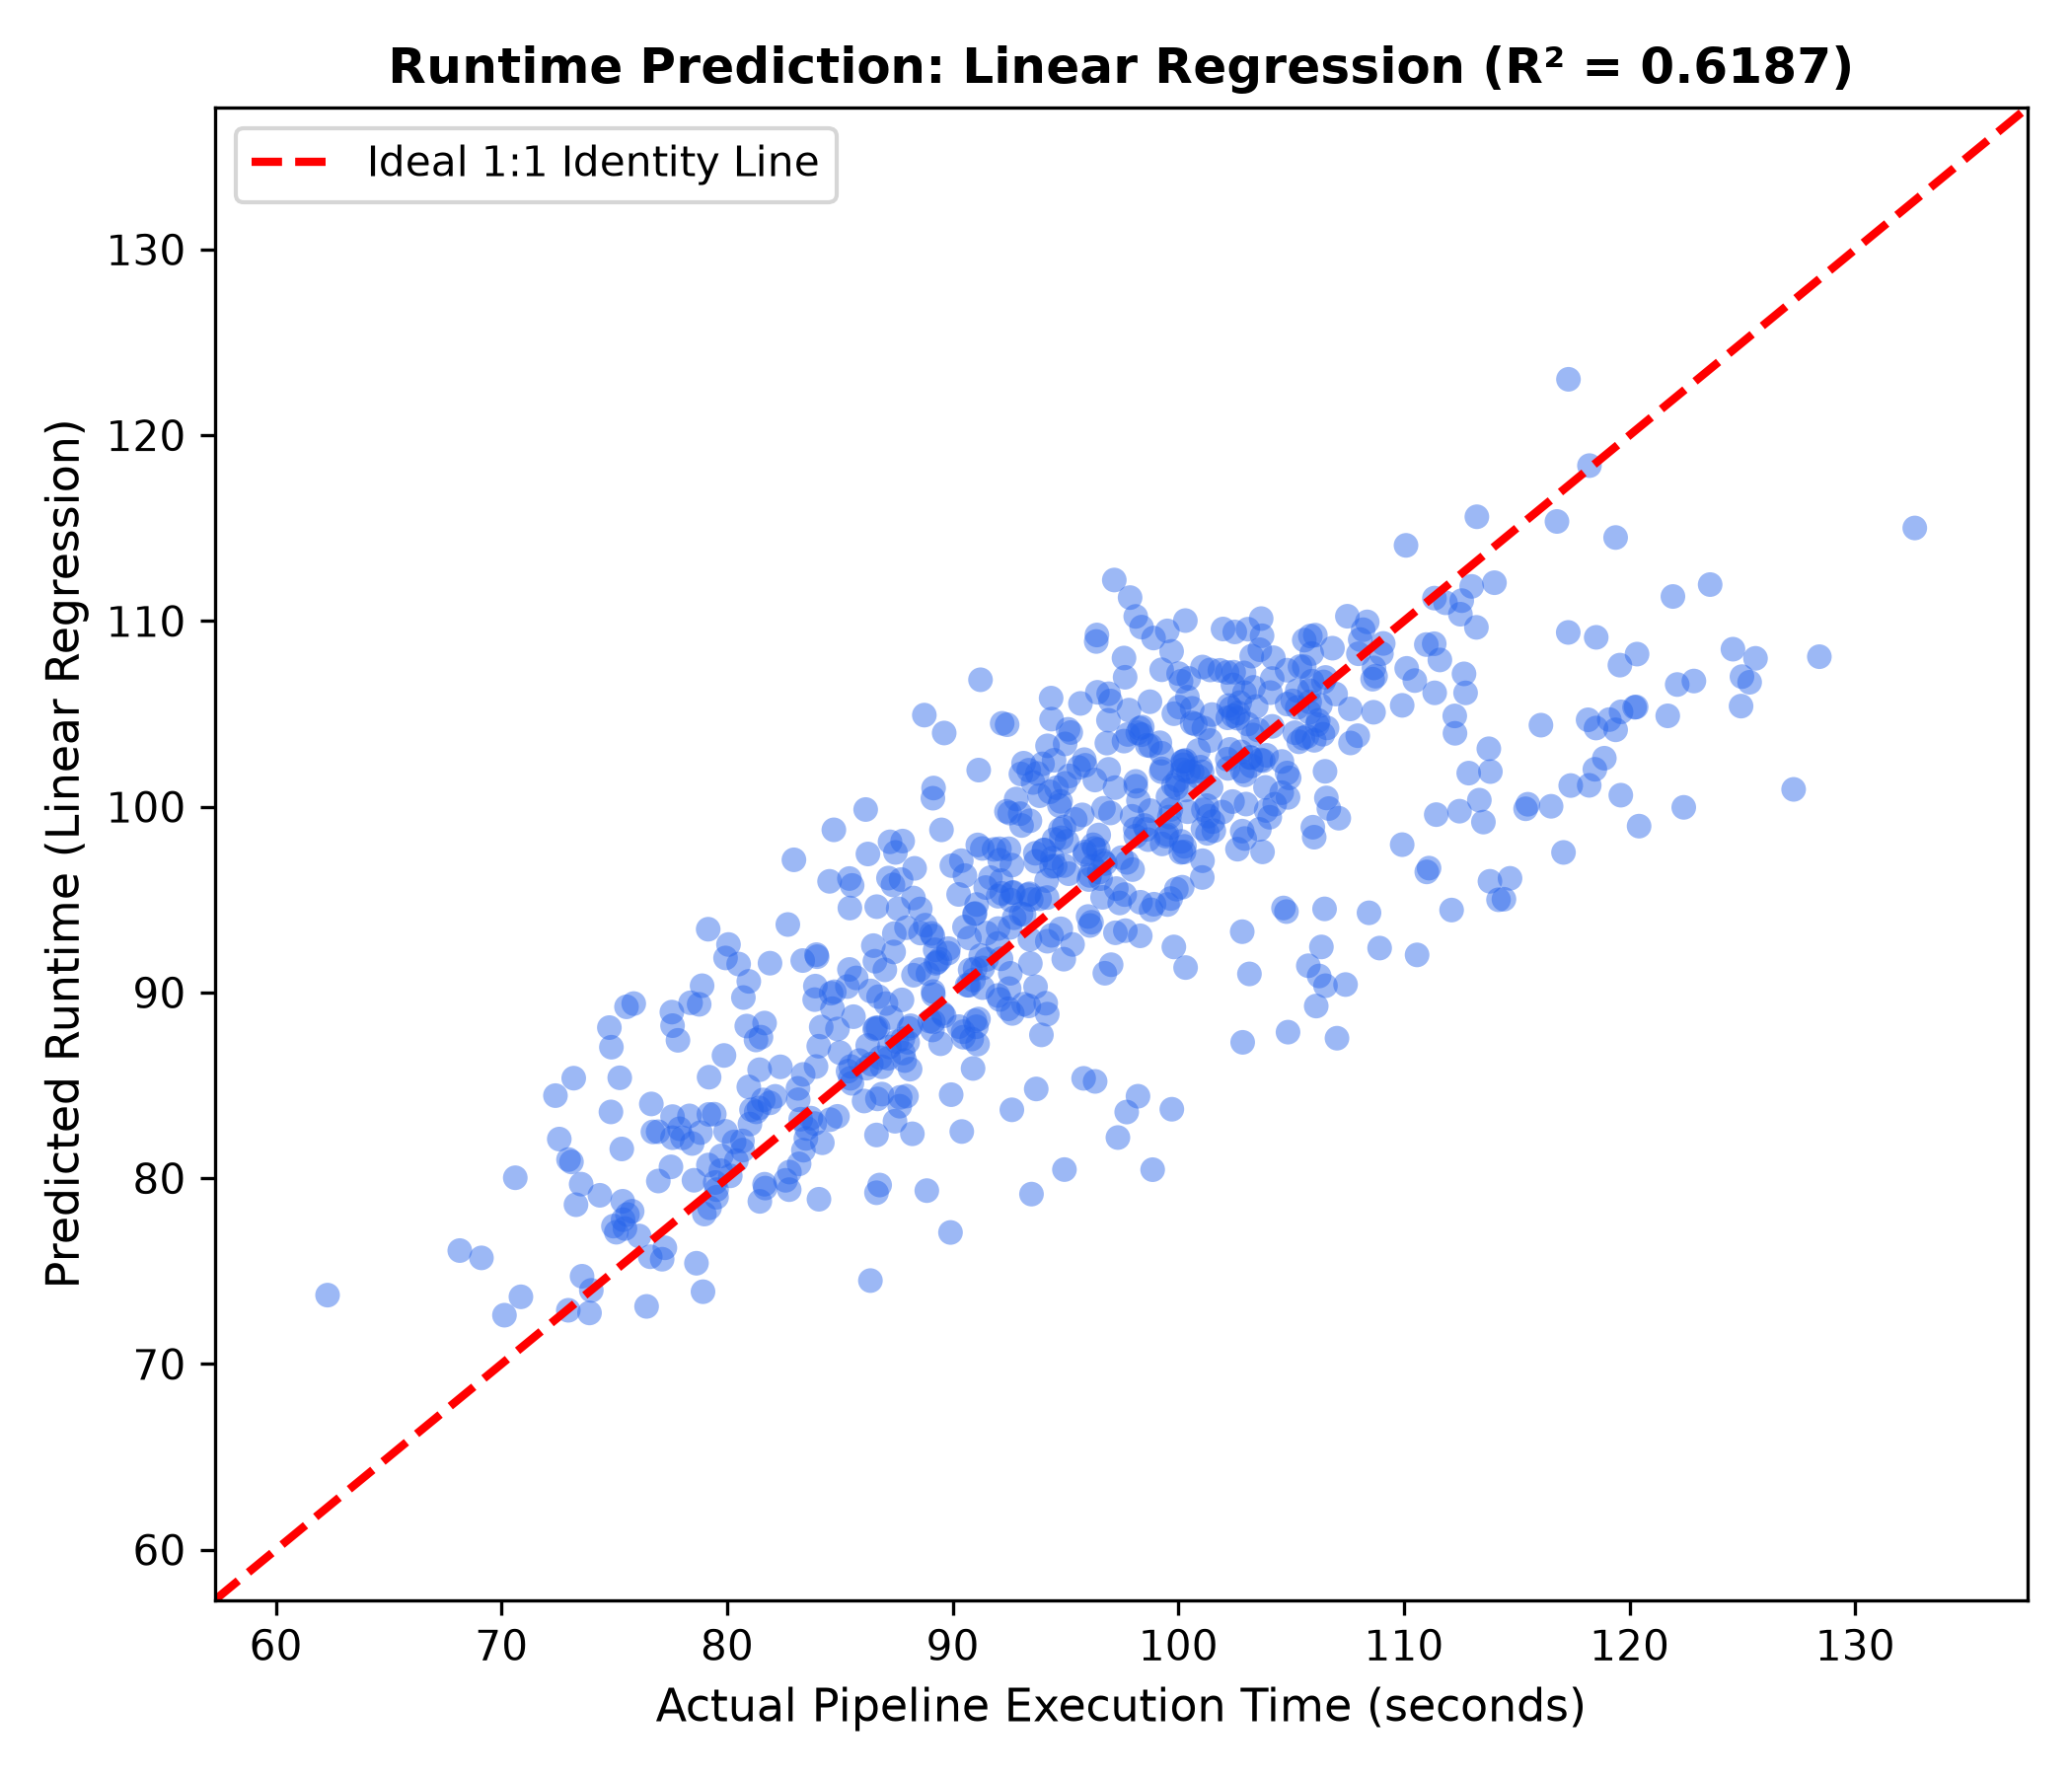 Runtime Prediction: Linear Regression (R² = 0.6187)
Ideal 1:1 Identity Line
Predicted Runtime (Linear Regression)
130
120
110
100
90
80
70
60
60 70 80 90 100 110 120 130
Actual Pipeline Execution Time (seconds)